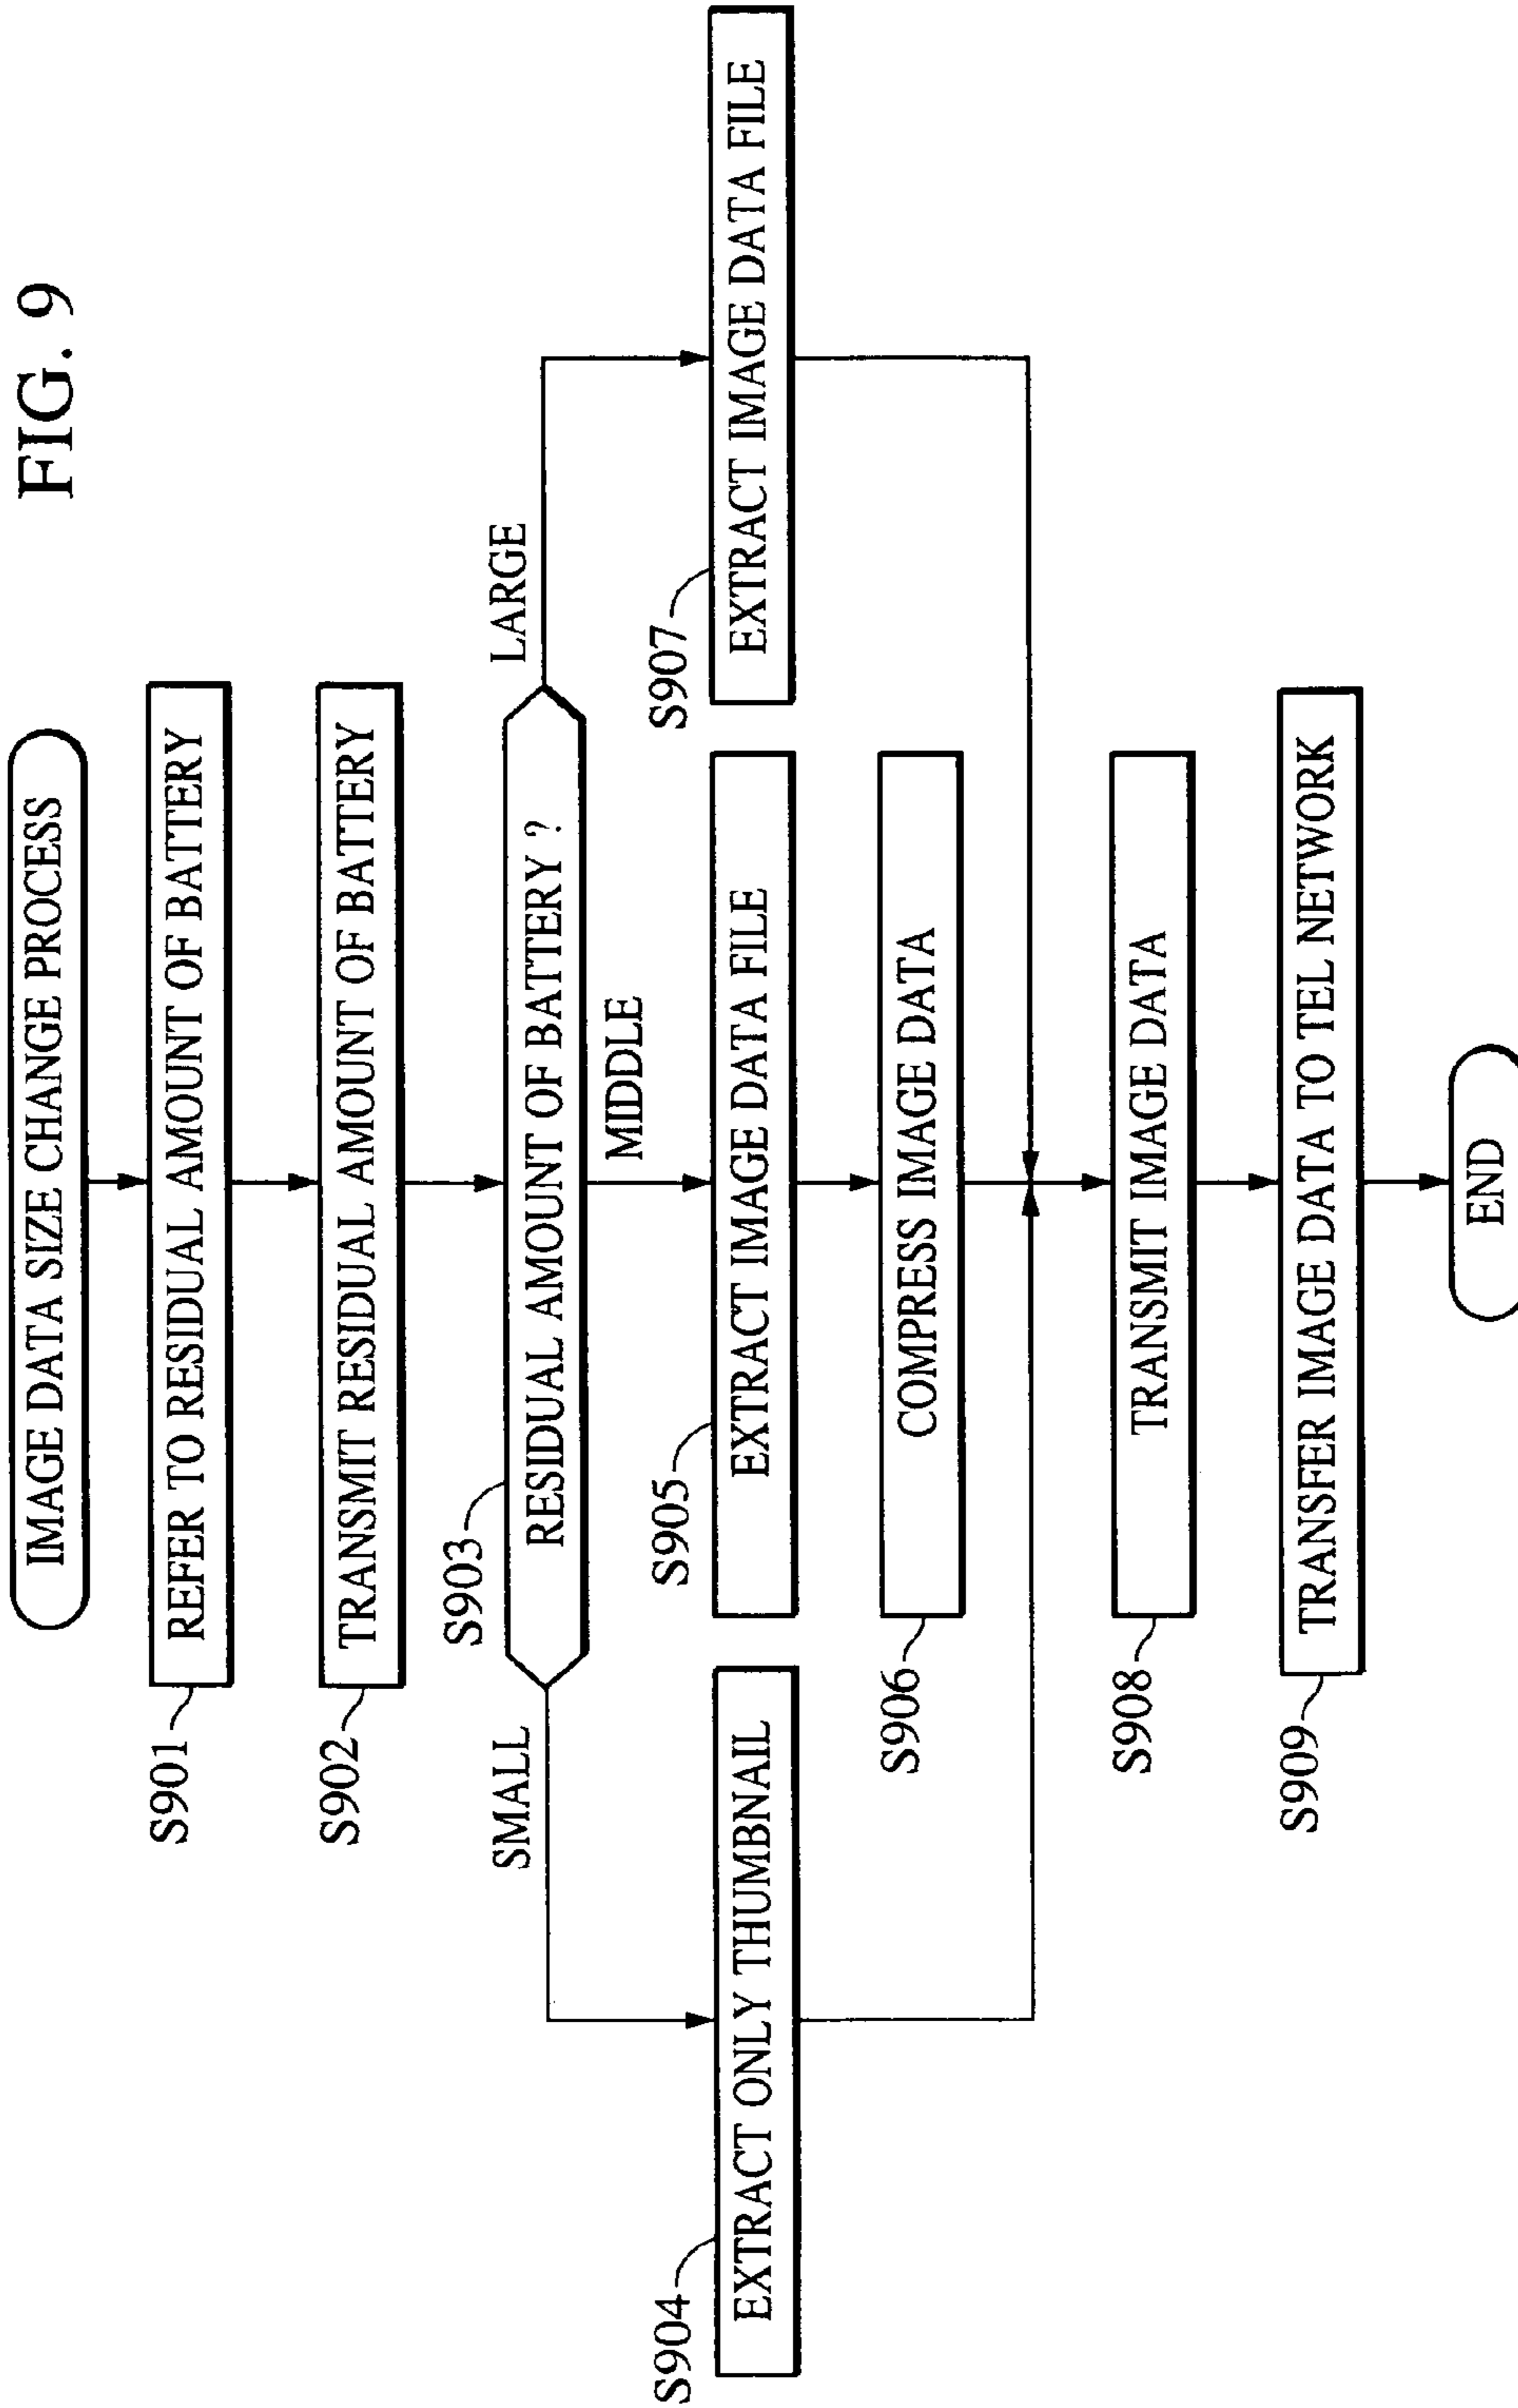 FIG. 9
IMAGE DATA SIZE CHANGE PROCESS
S901
REFER TO RESIDUAL AMOUNT OF BATTERY
S902
TRANSMIT RESIDUAL AMOUNT OF BATTERY
S903
RESIDUAL AMOUNT OF BATTERY ?
SMALL
MIDDLE
LARGE
S904
EXTRACT ONLY THUMBNAIL
S905
EXTRACT IMAGE DATA FILE
S907
EXTRACT IMAGE DATA FILE
S906
COMPRESS IMAGE DATA
S908
TRANSMIT IMAGE DATA
S909
TRANSFER IMAGE DATA TO TEL NETWORK
END